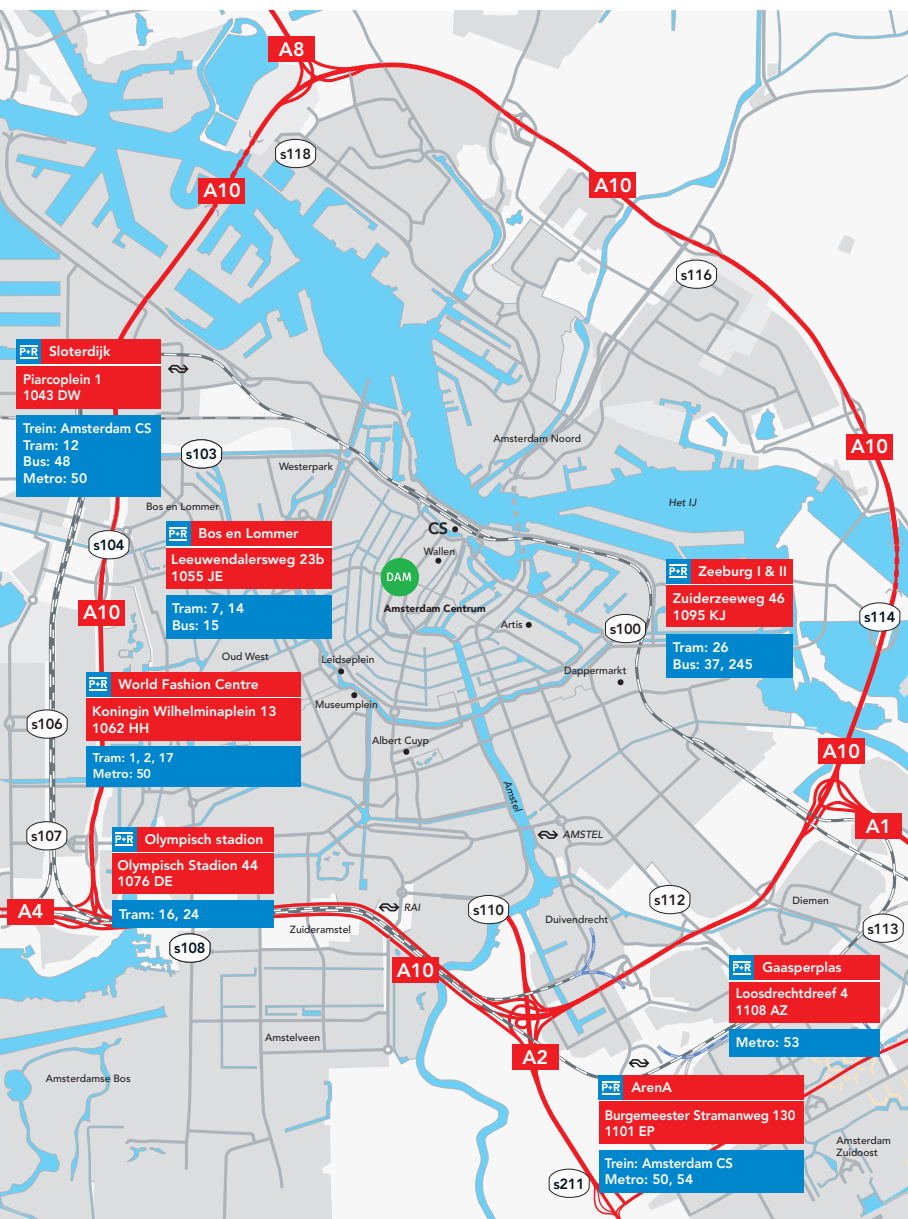 A8
s118
A10
A10
s116
P+R Sloterdijk
Piarcoplein 1
1043 DW
Trein: Amsterdam CS
Tram: 12
Bus: 48
Metro: 50
s103
Westerpark
Amsterdam Noord
A10
Het IJ
Bos en Lommer
P+R Bos en Lommer
Leeuwendalersweg 23b
1055 JE
Tram: 7, 14
Bus: 15
CS
Wallen
DAM
Amsterdam Centrum
s104
A10
P+R Zeeburg I & II
Zuiderzeeweg 46
1095 KJ
Tram: 26
Bus: 37, 245
s114
Artis
s100
Oud West
Leidseplein
Dappermarkt
Museumplein
P+R World Fashion Centre
Koningin Wilhelminaplein 13
1062 HH
Tram: 1, 2, 17
Metro: 50
s106
Albert Cuyp
A10
Amstel
s107
P+R Olympisch stadion
Olympisch Stadion 44
1076 DE
Tram: 16, 24
AMSTEL
A1
A4
RAI
s110
s112
Diemen
Zuideramstel
Duivendrecht
s113
s108
A10
P+R Gaasperplas
Loosdrechtdreef 4
1108 AZ
Metro: 53
Amstelveen
A2
Amsterdamse Bos
P+R ArenA
Burgemeester Stramanweg 130
1101 EP
Trein: Amsterdam CS
Metro: 50, 54
Amsterdam
Zuidoost
s211